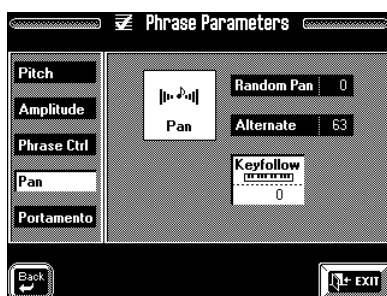 Phrase Parameters
Pitch
Amplitude
Phrase Ctrl
Pan
Portamento
Pan
Random Pan 0
Alternate 63
Keyfollow
0
Back
EXIT